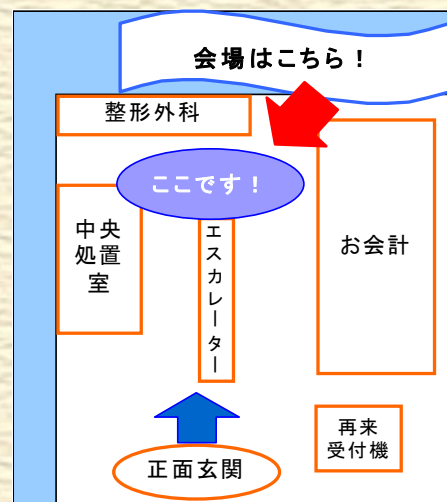 会場はこちら！
整形外科
ここです！
中央
処置
室
エスカレーター
お会計
再来
受付機
正面玄関